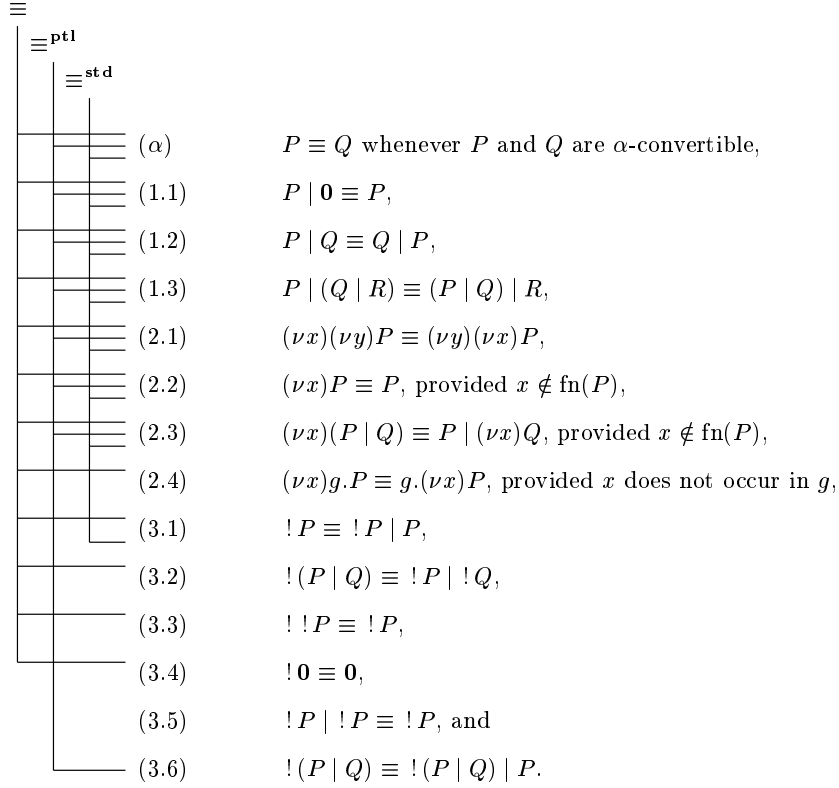 ≡
≡ptl
≡std
(α) P ≡ Q whenever P and Q are α-convertible,
(1.1) P | 0 ≡ P,
(1.2) P | Q ≡ Q | P,
(1.3) P | (Q | R) ≡ (P | Q) | R,
(2.1) (νx)(νy)P ≡ (νy)(νx)P,
(2.2) (νx)P ≡ P, provided x ∉ fn(P),
(2.3) (νx)(P | Q) ≡ P | (νx)Q, provided x ∉ fn(P),
(2.4) (νx)g.P ≡ g.(νx)P, provided x does not occur in g,
(3.1) !P ≡ !P | P,
(3.2) !(P | Q) ≡ !P | !Q,
(3.3) ! !P ≡ !P,
(3.4) !0 ≡ 0,
(3.5) !P | !P ≡ !P, and
(3.6) !(P | Q) ≡ !(P | Q) | P.